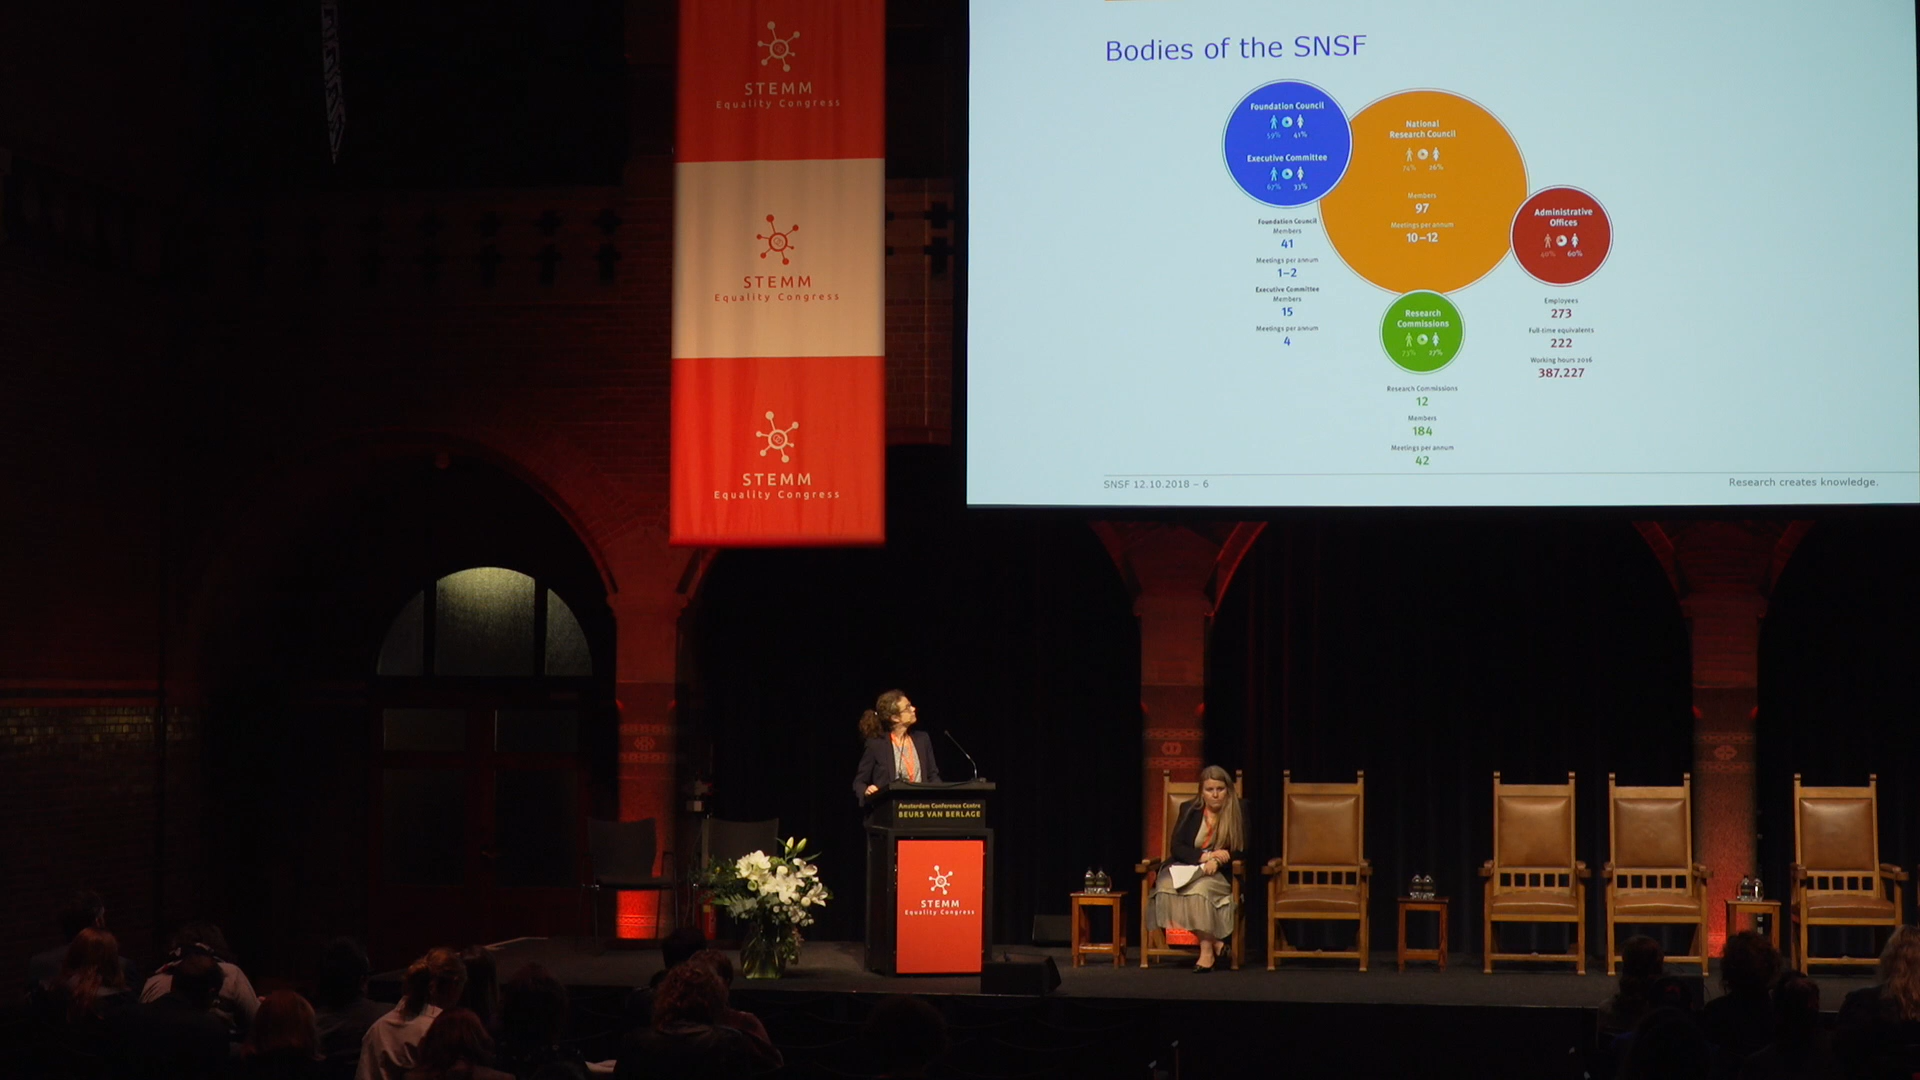 STEMM
Equality Congress
STEMM
Equality Congress
STEMM
Equality Congress
Bodies of the SNSF
Foundation Council
59% 41%
Executive Committee
67% 33%
Foundation Council
Members
41
Meetings per annum
1–2
Executive Committee
Members
15
Meetings per annum
4
National
Research Council
74% 26%
Members
97
Meetings per annum
10–12
Research
Commissions
73% 27%
Research Commissions
12
Members
184
Meetings per annum
42
Administrative
Offices
40% 60%
Employees
273
Full-time equivalents
222
Working hours 2016
387,227
SNSF 12.10.2018 – 6
Research creates knowledge.
Amsterdam Conference Centre
BEURS VAN BERLAGE
STEMM
Equality Congress